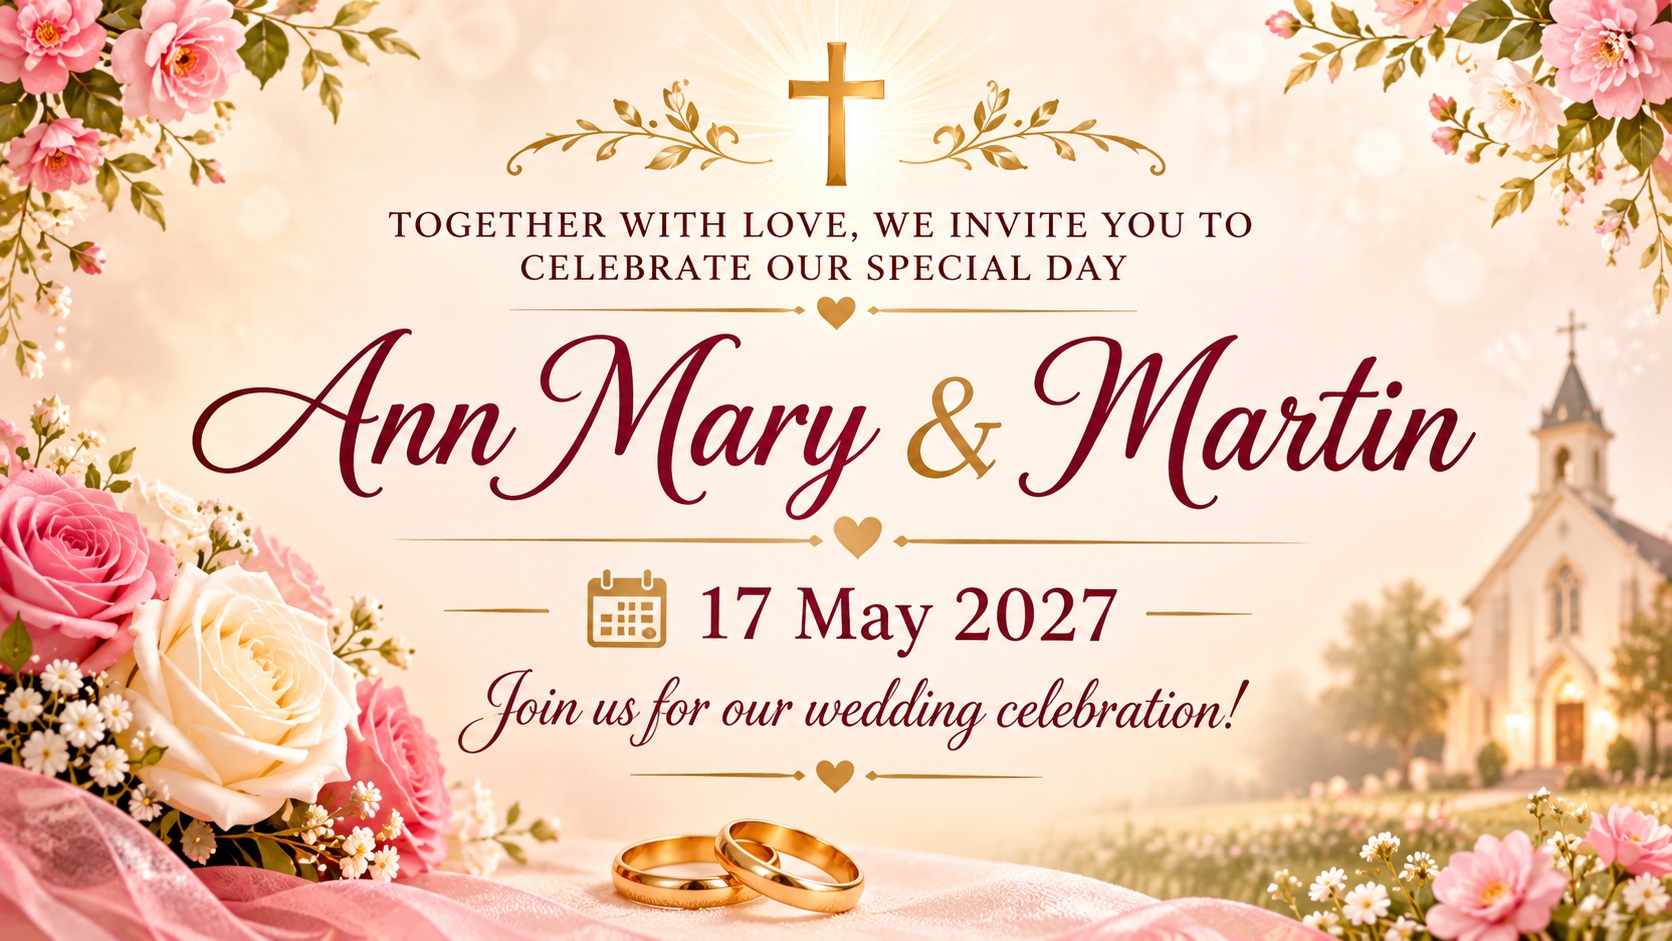 TOGETHER WITH LOVE, WE INVITE YOU TO
CELEBRATE OUR SPECIAL DAY
Ann Mary & Martin
17 May 2027
Join us for our wedding celebration!